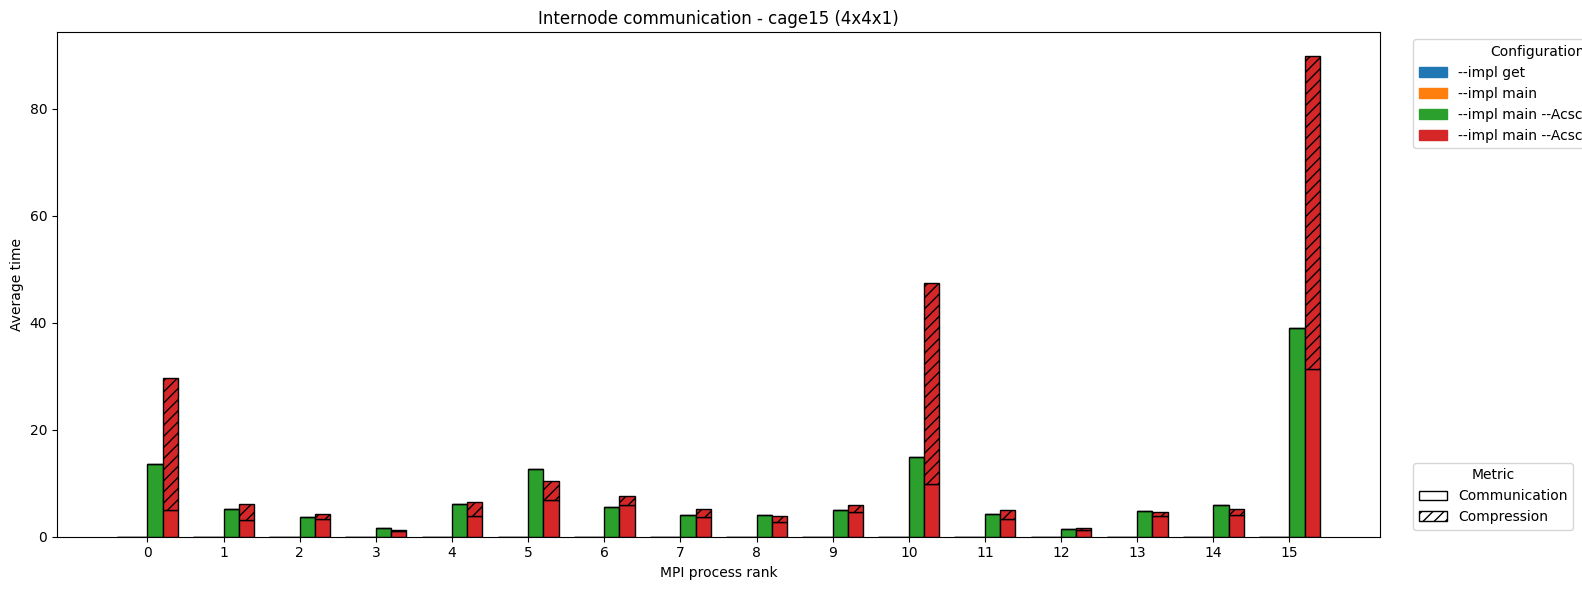 Internode communication - cage15 (4x4x1)
Average time
80
60
40
20
0
0 1 2 3 4 5 6 7 8 9 10 11 12 13 14 15
MPI process rank
Configuration
--impl get
--impl main
--impl main --Acsc
--impl main --Acsc
Metric
Communication
Compression